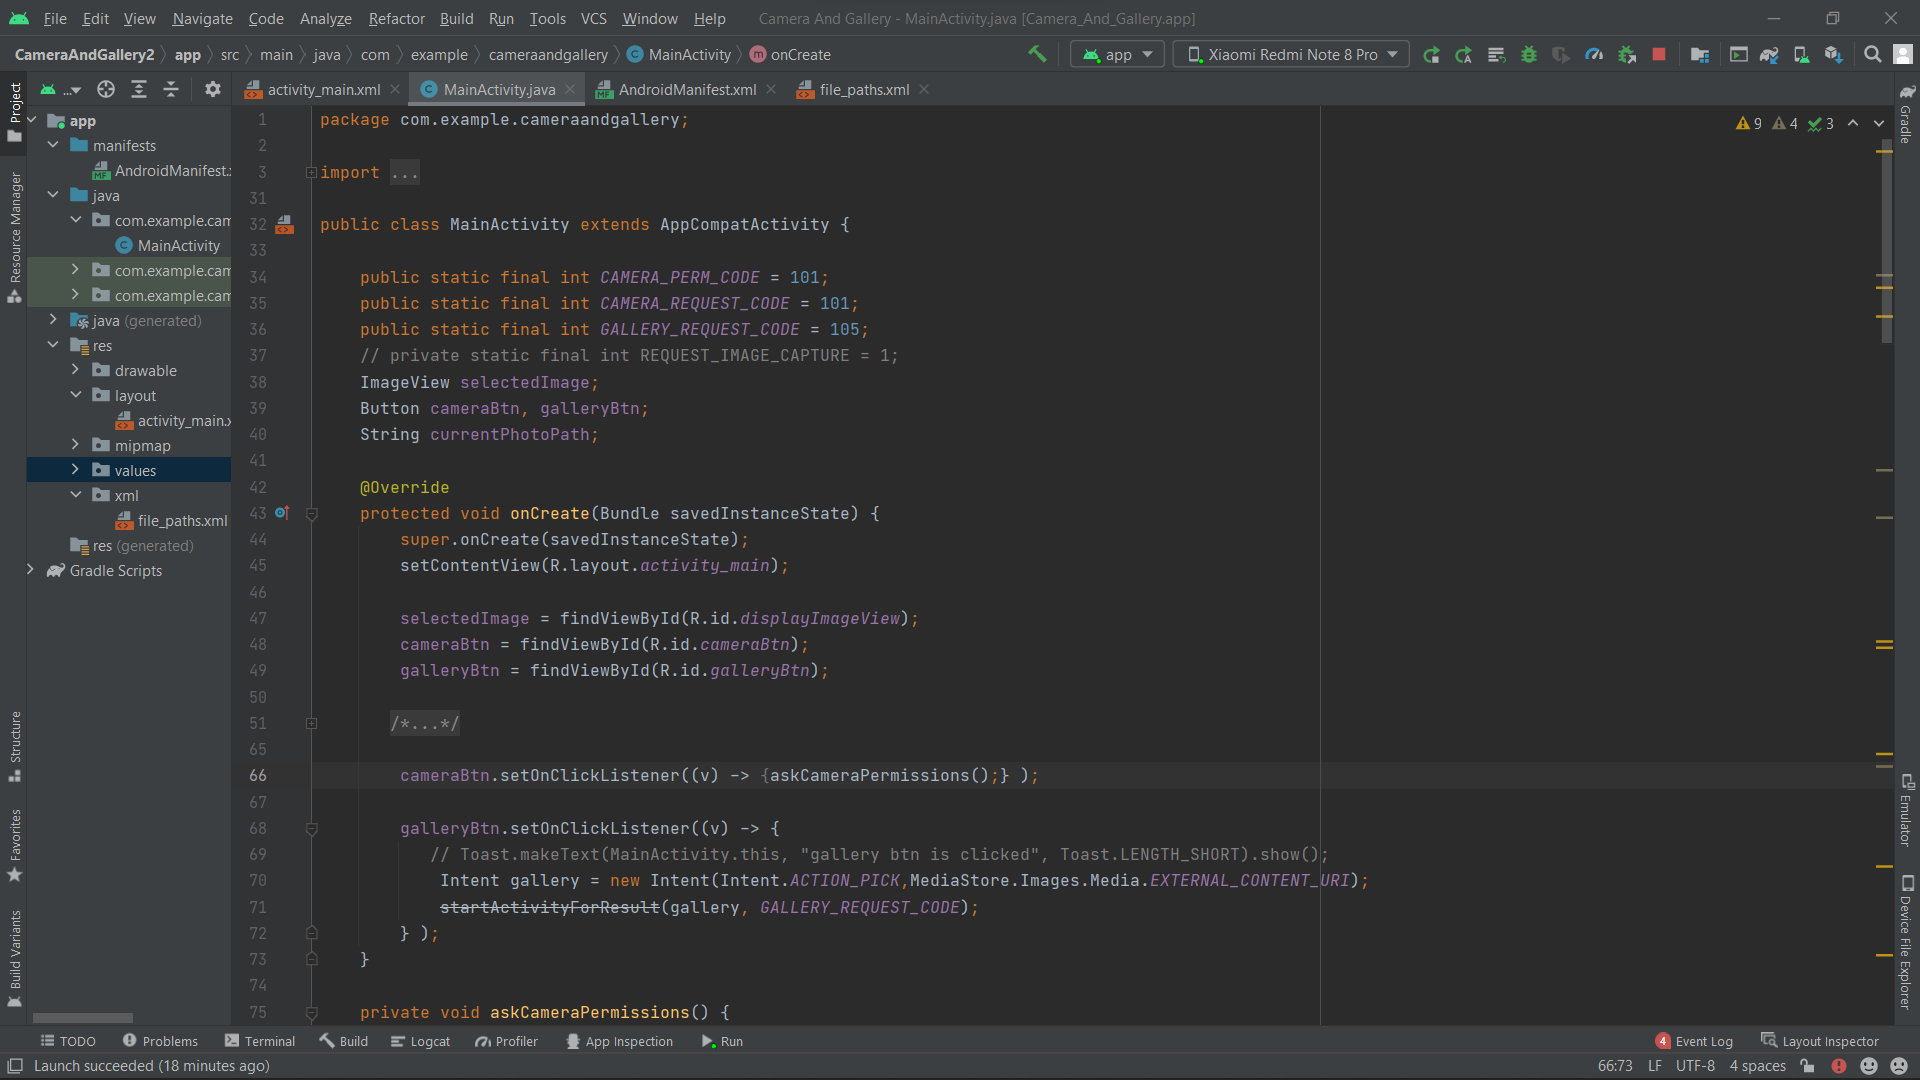 File Edit View Navigate Code Analyze Refactor Build Run Tools VCS Window Help Camera And Gallery - MainActivity.java [Camera_And_Gallery.app]
CameraAndGallery2 app src main java com example cameraandgallery MainActivity onCreate app Xiaomi Redmi Note 8 Pro
... activity_main.xml MainActivity.java AndroidManifest.xml file_paths.xml
Project
Resource Manager
Structure
Favorites
Build Variants
app
manifests
AndroidManifest.
java
com.example.cam
MainActivity
com.example.cam
com.example.cam
java (generated)
res
drawable
layout
activity_main.x
mipmap
values
xml
file_paths.xml
res (generated)
Gradle Scripts
9 4 3
1 package com.example.cameraandgallery;
2
3 import ...
31
32 public class MainActivity extends AppCompatActivity {
33
34 public static final int CAMERA_PERM_CODE = 101;
35 public static final int CAMERA_REQUEST_CODE = 101;
36 public static final int GALLERY_REQUEST_CODE = 105;
37 // private static final int REQUEST_IMAGE_CAPTURE = 1;
38 ImageView selectedImage;
39 Button cameraBtn, galleryBtn;
40 String currentPhotoPath;
41
42 @Override
43 protected void onCreate(Bundle savedInstanceState) {
44 super.onCreate(savedInstanceState);
45 setContentView(R.layout.activity_main);
46
47 selectedImage = findViewById(R.id.displayImageView);
48 cameraBtn = findViewById(R.id.cameraBtn);
49 galleryBtn = findViewById(R.id.galleryBtn);
50
51 /*...*/
65
66 cameraBtn.setOnClickListener((v) -> {askCameraPermissions();} );
67
68 galleryBtn.setOnClickListener((v) -> {
69 // Toast.makeText(MainActivity.this, "gallery btn is clicked", Toast.LENGTH_SHORT).show();
70 Intent gallery = new Intent(Intent.ACTION_PICK,MediaStore.Images.Media.EXTERNAL_CONTENT_URI);
71 startActivityForResult(gallery, GALLERY_REQUEST_CODE);
72 } );
73 }
74
75 private void askCameraPermissions() {
Gradle
Emulator
Device File Explorer
TODO Problems Terminal Build Logcat Profiler App Inspection Run 4 Event Log Layout Inspector
Launch succeeded (18 minutes ago) 66:73 LF UTF-8 4 spaces